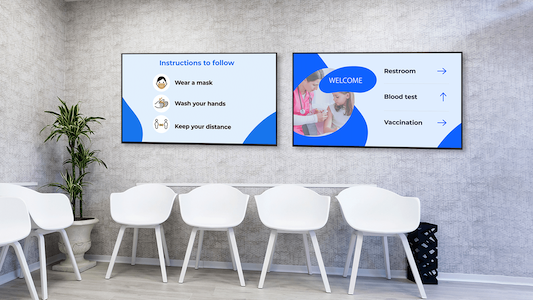 Instructions to follow
Wear a mask
Wash your hands
Keep your distance
WELCOME
Restroom
Blood test
Vaccination